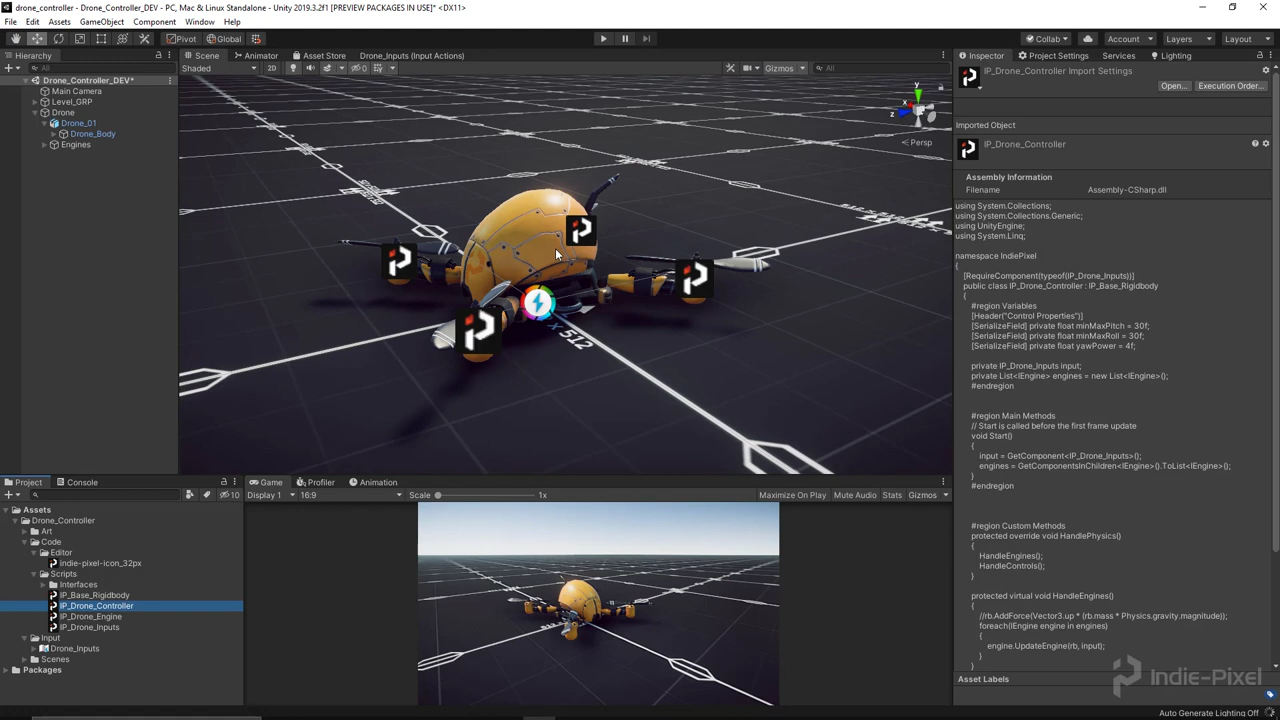 drone_controller - Drone_Controller_DEV - PC, Mac & Linux Standalone - Unity 2019.3.2f1 [PREVIEW PACKAGES IN USE]* <DX11>
File Edit Assets GameObject Component Window Help
Pivot Global Collab Account Layers Layout
Hierarchy
All
Drone_Controller_DEV*
Main Camera
Level_GRP
Drone
Drone_01
Drone_Body
Engines
Scene Animator Asset Store Drone_Inputs (Input Actions)
Shaded 2D 0 Gizmos All
y
x
z
Persp
512
Inspector Project Settings Services Lighting
IP_Drone_Controller Import Settings
Open... Execution Order...
Imported Object
IP_Drone_Controller
Assembly Information
Filename Assembly-CSharp.dll
using System.Collections;
using System.Collections.Generic;
using UnityEngine;
using System.Linq;
namespace IndiePixel
{
[RequireComponent(typeof(IP_Drone_Inputs))]
public class IP_Drone_Controller : IP_Base_Rigidbody
{
#region Variables
[Header("Control Properties")]
[SerializeField] private float minMaxPitch = 30f;
[SerializeField] private float minMaxRoll = 30f;
[SerializeField] private float yawPower = 4f;
private IP_Drone_Inputs input;
private List<IEngine> engines = new List<IEngine>();
#endregion
#region Main Methods
// Start is called before the first frame update
void Start()
{
input = GetComponent<IP_Drone_Inputs>();
engines = GetComponentsInChildren<IEngine>().ToList<IEngine>();
}
#endregion
#region Custom Methods
protected override void HandlePhysics()
{
HandleEngines();
HandleControls();
}
protected virtual void HandleEngines()
{
//rb.AddForce(Vector3.up * (rb.mass * Physics.gravity.magnitude));
foreach(IEngine engine in engines)
{
engine.UpdateEngine(rb, input);
}
}
Asset Labels
Indie-Pixel
Auto Generate Lighting Off
Project Console
10
Assets
Drone_Controller
Art
Code
Editor
indie-pixel-icon_32px
Scripts
Interfaces
IP_Base_Rigidbody
IP_Drone_Controller
IP_Drone_Engine
IP_Drone_Inputs
Input
Drone_Inputs
Scenes
Packages
Game Profiler Animation
Display 1 16:9 Scale 1x Maximize On Play Mute Audio Stats Gizmos